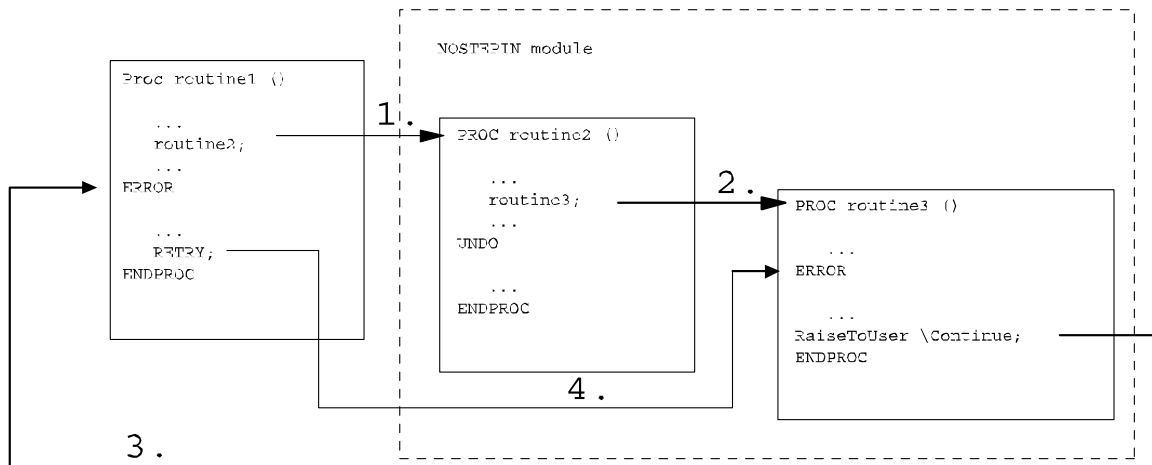 NOSTEPIN module
Proc routine1 ()
...
routine2;
...
ERROR
...
RETRY;
ENDPROC
1.
PROC routine2 ()
...
routine3;
...
UNDO
...
ENDPROC
2.
PROC routine3 ()
...
ERROR
...
RaiseToUser \Continue;
ENDPROC
3.
4.